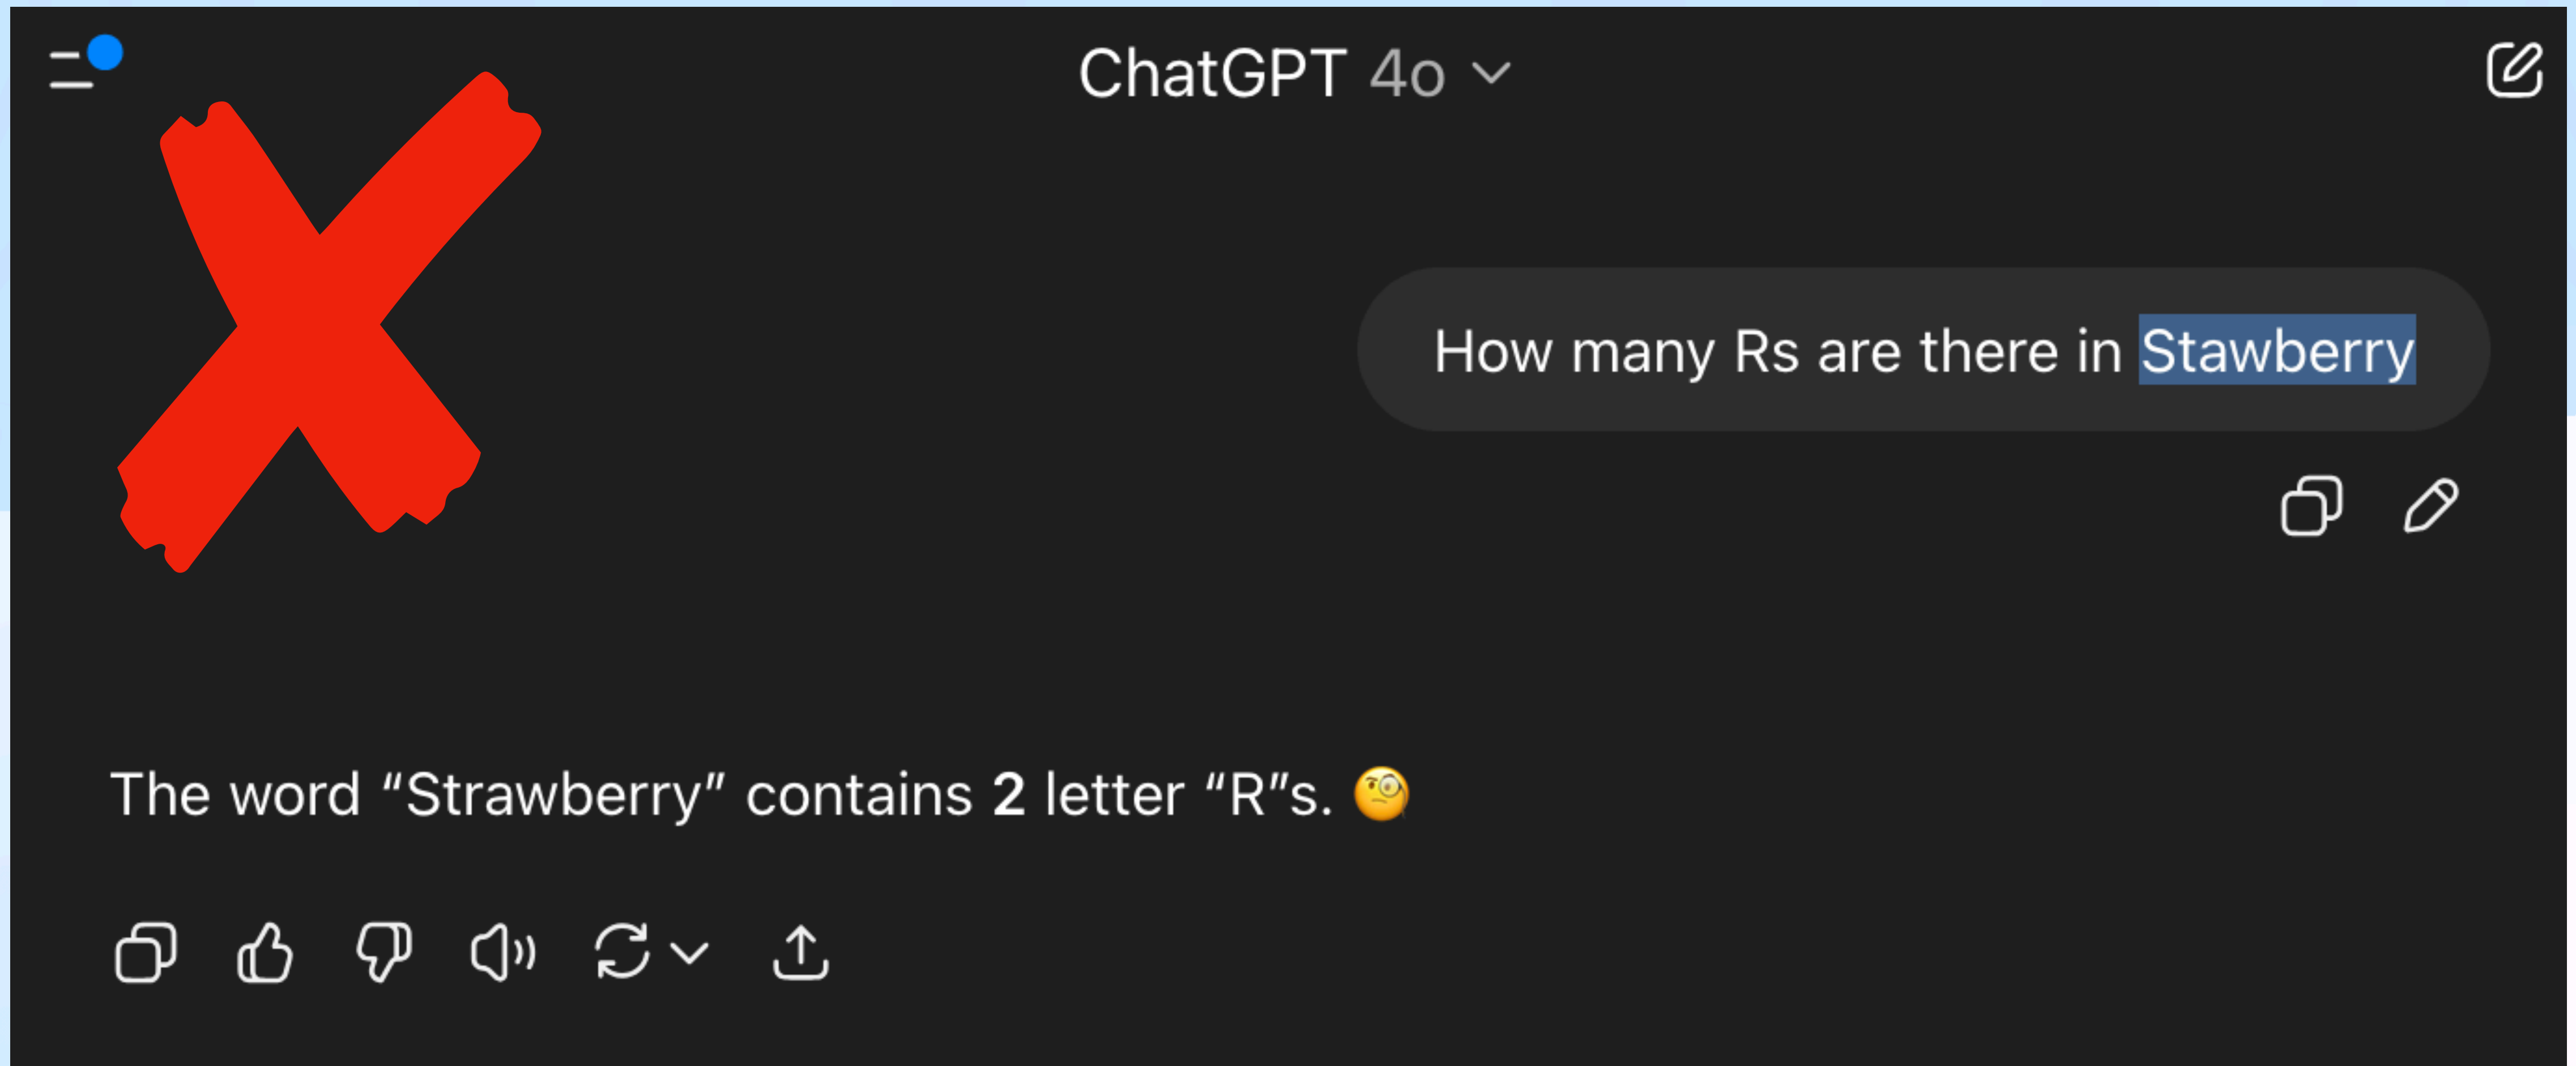 ChatGPT 4o
How many Rs are there in Stawberry
The word “Strawberry” contains 2 letter “R”s. 🧐